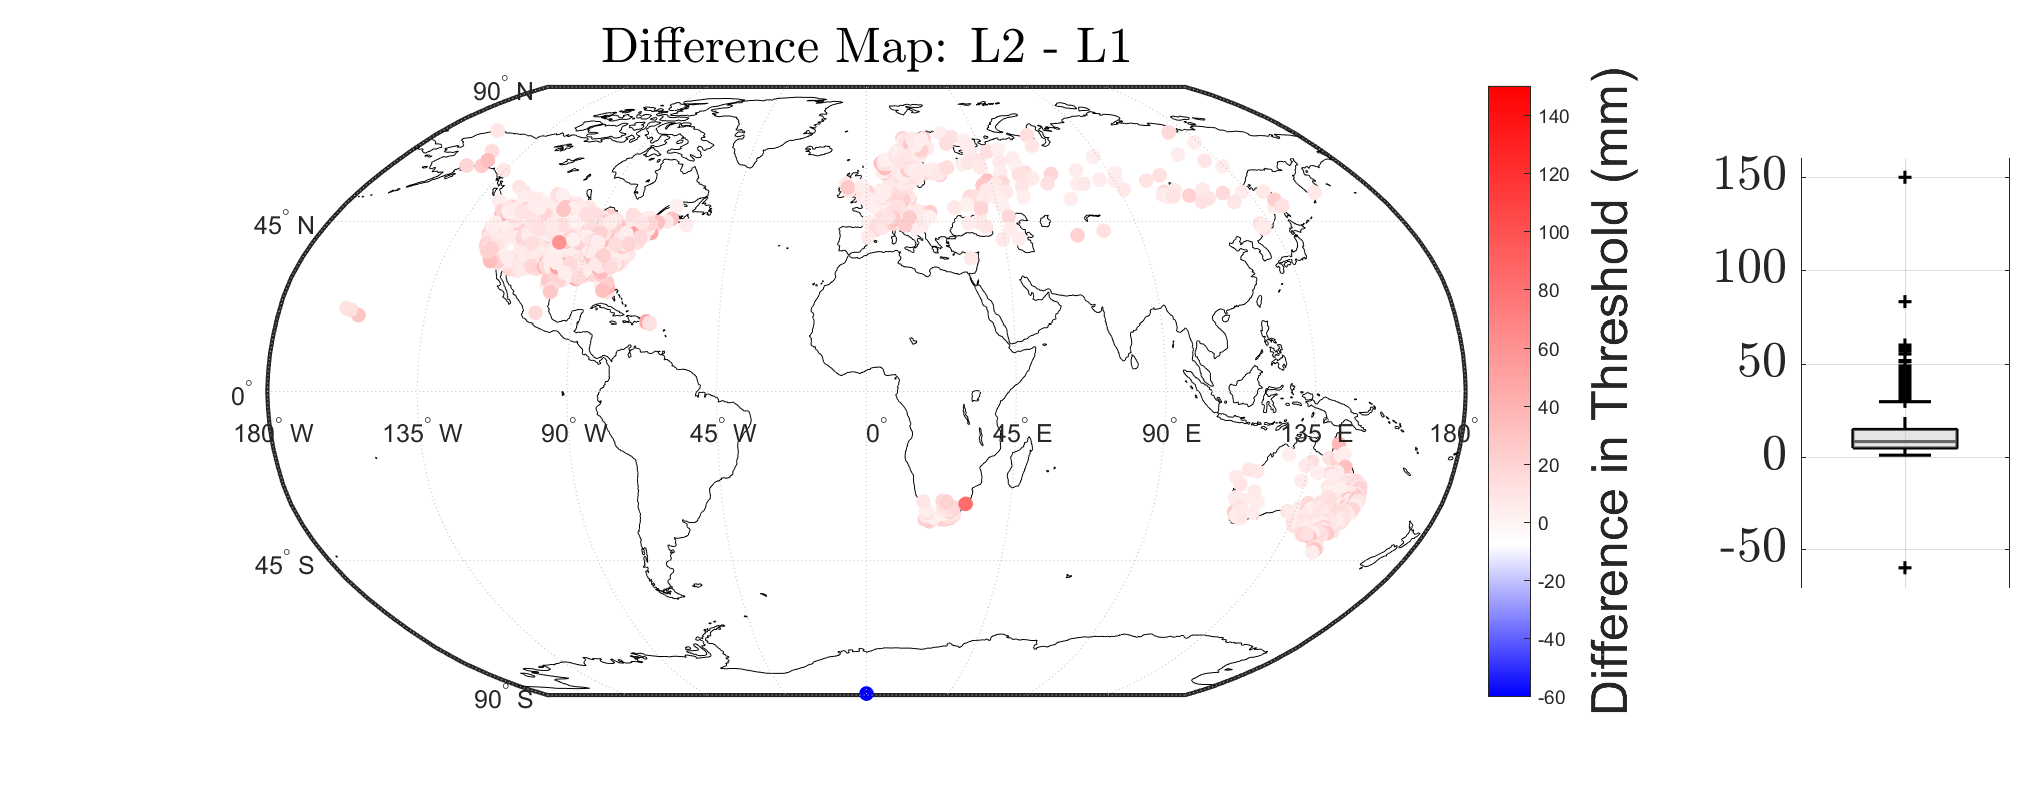 Difference Map: L2 - L1
90° N
45° N
0°
180° W
135° W
90° W
45° W
0°
45° E
90° E
135° E
180°
45° S
90° S
140
120
100
80
60
40
20
0
-20
-40
-60
Difference in Threshold (mm)
150
100
50
0
-50